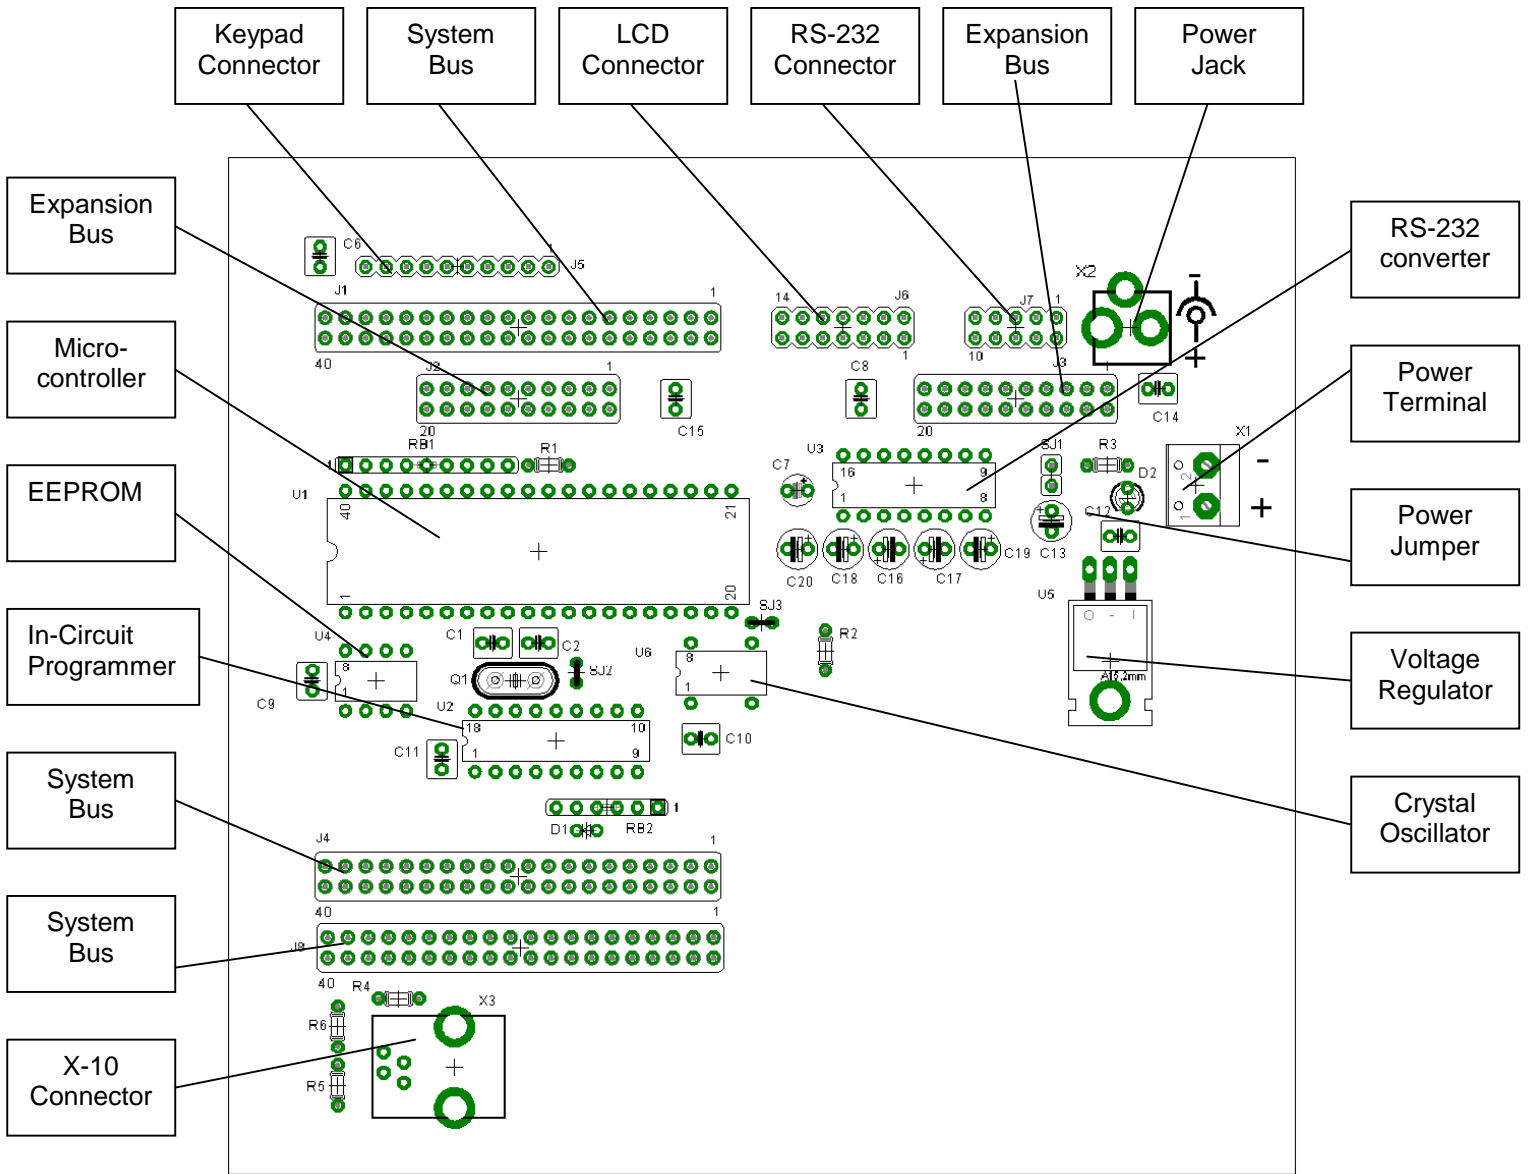 Keypad
Connector
System
Bus
LCD
Connector
RS-232
Connector
Expansion
Bus
Power
Jack
Expansion
Bus
Micro-
controller
EEPROM
In-Circuit
Programmer
System
Bus
System
Bus
X-10
Connector
RS-232
converter
Power
Terminal
Power
Jumper
Voltage
Regulator
Crystal
Oscillator
C6
1
J5
J1
1
40
J2
1
20
C15
14
J6
1
C8
J7
1
10
J3
1
20
X2
-
+
C14
RB1
1
R1
U1
40
21
1
20
U3
16
9
1
8
C7
+
SJ1
R3
D2
X1
2
1
-
+
C12
+
C13
C20
+
C18
+
C16
+
C17
+
C19
+
U5
O - I
A15,2mm
SJ3
R2
U4
8
1
C9
C1
C2
Q1
SJ2
U6
8
1
C10
U2
18
10
1
9
C11
1
D1
RB2
J4
1
40
J8
1
40
R4
R6
R5
X3